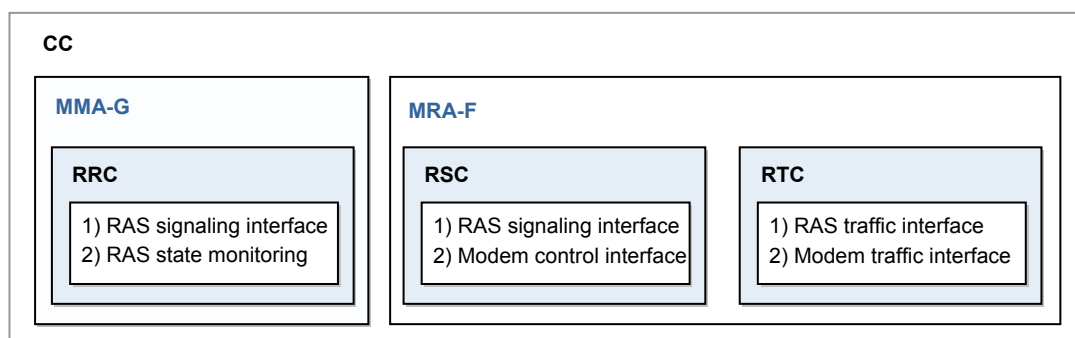 CC
MMA-G
RRC
1) RAS signaling interface
2) RAS state monitoring
MRA-F
RSC
1) RAS signaling interface
2) Modem control interface
RTC
1) RAS traffic interface
2) Modem traffic interface